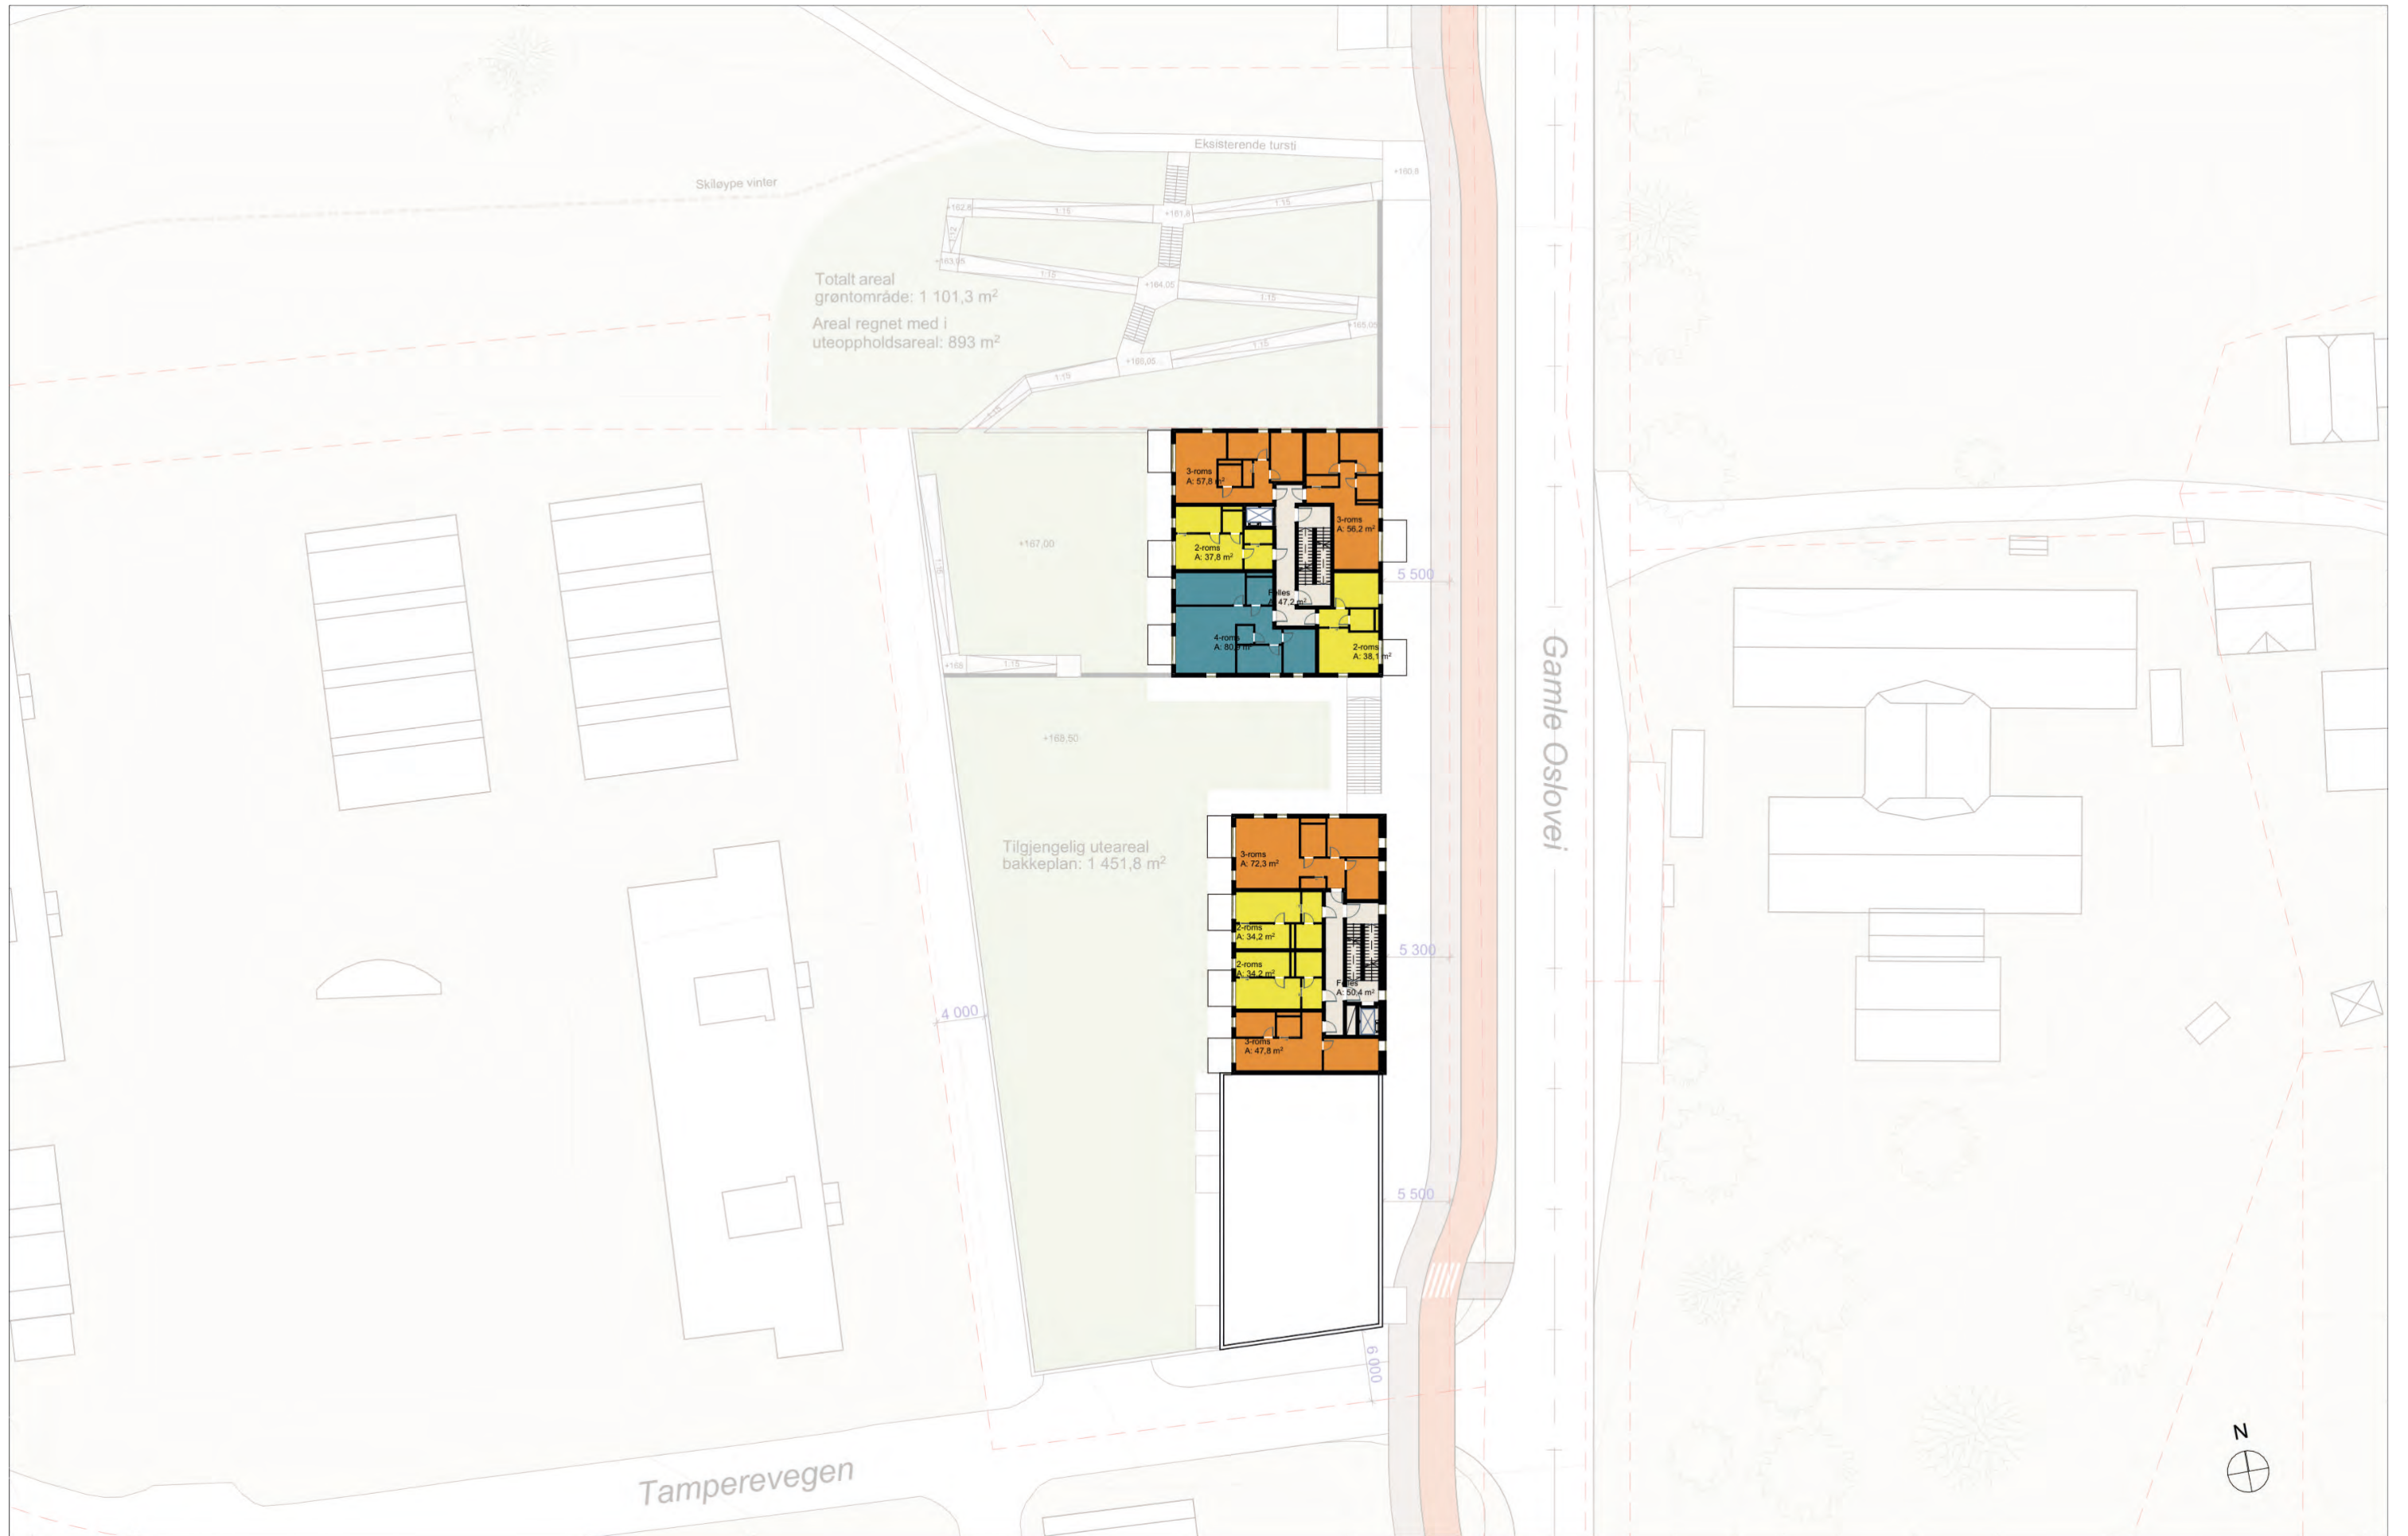 Eksisterende tursti
+160,8
Skiløype vinter
+162,8
1:15
+161,8
1:15
1:12
+163,95
1:15
+164,05
1:15
Totalt areal
grøntområde: 1 101,3 m²
Areal regnet med i
uteoppholdsareal: 893 m²
+165,05
1:15
+166,05
1:15
1:15
3-roms
A: 57,8 m²
3-roms
A: 56,2 m²
+167,00
2-roms
A: 37,8 m²
5 500
Felles
A: 47,2 m²
4-roms
A: 80,9 m²
2-roms
A: 38,1 m²
+168
1:15
Gamle Oslovei
+168,50
Tilgjengelig uteareal
bakkeplan: 1 451,8 m²
3-roms
A: 72,3 m²
2-roms
A: 34,2 m²
5 300
2-roms
A: 34,2 m²
Felles
A: 50,4 m²
4 000
3-roms
A: 47,8 m²
5 500
6 000
Tamperevegen
N